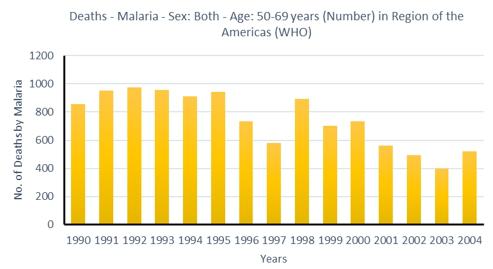 Deaths - Malaria - Sex: Both - Age: 50-69 years (Number) in Region of the
Americas (WHO)
No. of Deaths by Malaria
1200
1000
800
600
400
200
0
1990 1991 1992 1993 1994 1995 1996 1997 1998 1999 2000 2001 2002 2003 2004
Years